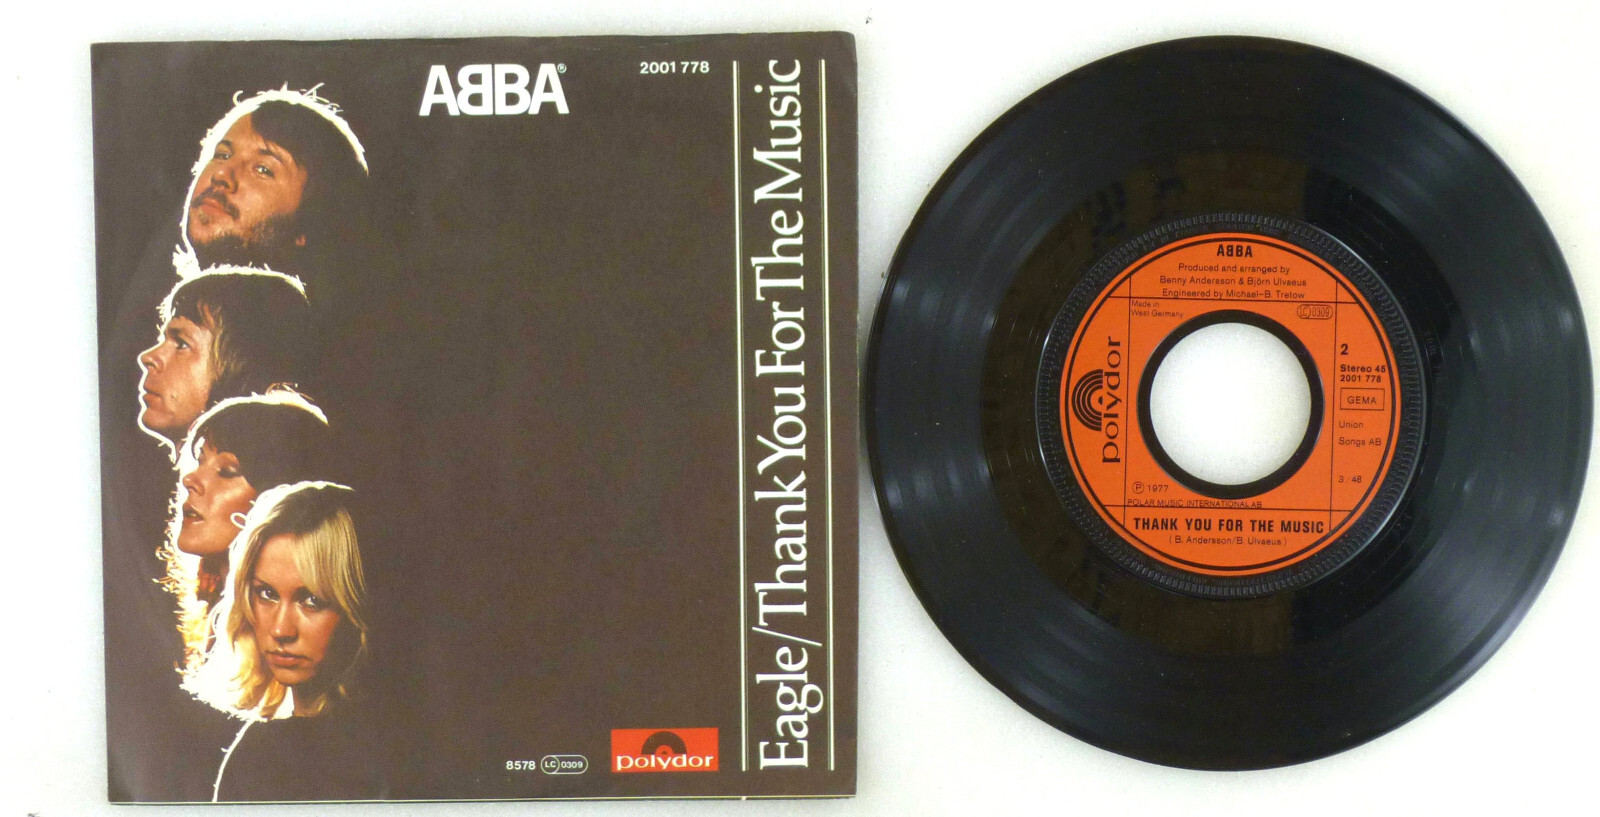 ABBA®
2001 778
Eagle/Thank You For The Music
8578 LC 0309
polydor
ABBA
Produced and arranged by
Benny Andersson & Björn Ulvaeus
Engineered by Michael-B. Tretow
Made in
West Germany
LC 0309
polydor
2
Stereo 45
2001 778
GEMA
Union
Songs AB
3/48
Ⓟ 1977
POLAR MUSIC INTERNATIONAL AB
THANK YOU FOR THE MUSIC
(B. Andersson/B. Ulvaeus)